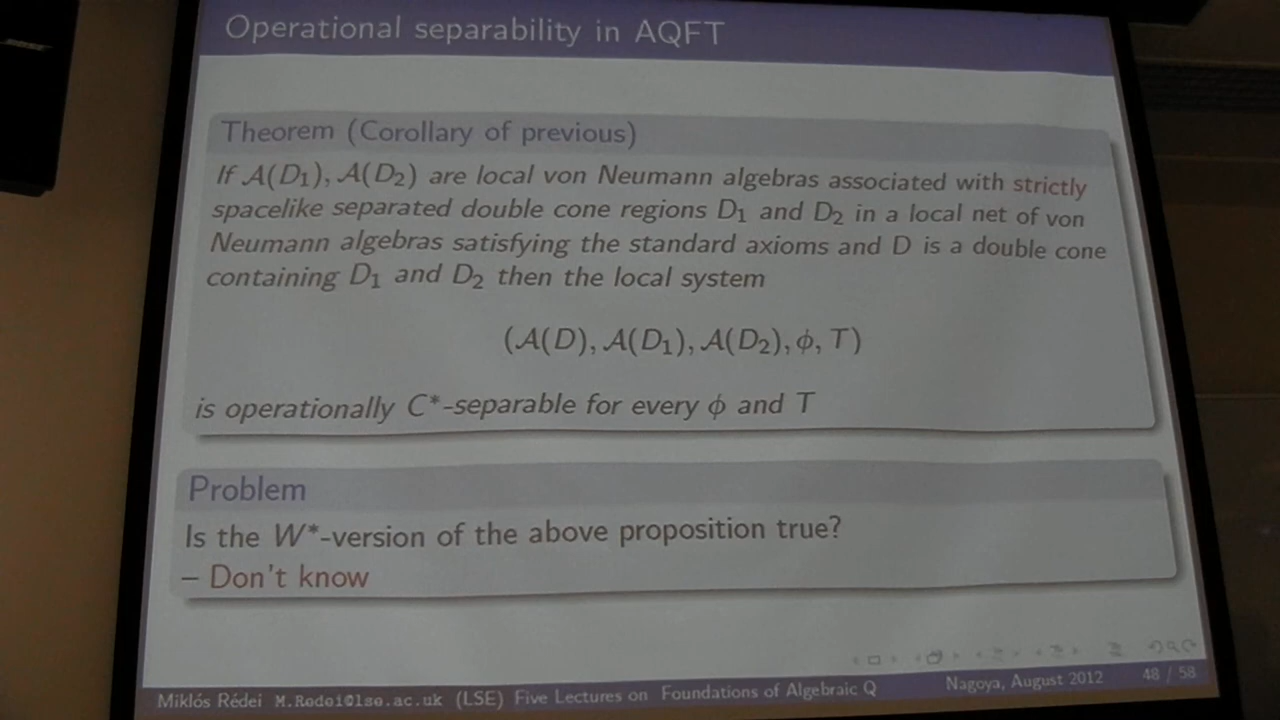 Operational separability in AQFT
Theorem (Corollary of previous)
If A(D₁), A(D₂) are local von Neumann algebras associated with strictly
spacelike separated double cone regions D₁ and D₂ in a local net of von
Neumann algebras satisfying the standard axioms and D is a double cone
containing D₁ and D₂ then the local system
(A(D), A(D₁), A(D₂), ϕ, T)
is operationally C*-separable for every ϕ and T
Problem
Is the W*-version of the above proposition true?
– Don't know
Miklós Rédei M.Redei@lse.ac.uk (LSE) Five Lectures on Foundations of Algebraic Q Nagoya, August 2012 48 / 58